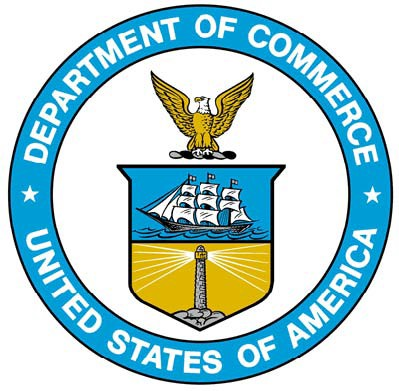 DEPARTMENT OF COMMERCE
UNITED STATES OF AMERICA